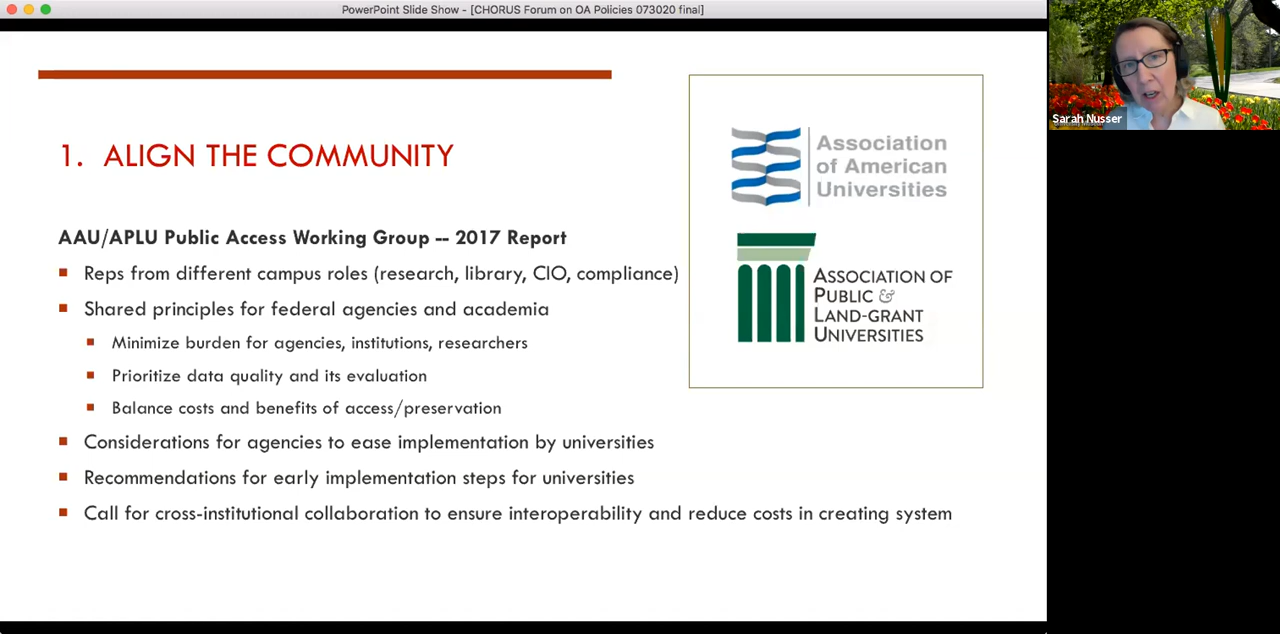 PowerPoint Slide Show - [CHORUS Forum on OA Policies 073020 final]
1. ALIGN THE COMMUNITY
AAU/APLU Public Access Working Group -- 2017 Report
Reps from different campus roles (research, library, CIO, compliance)
Shared principles for federal agencies and academia
Minimize burden for agencies, institutions, researchers
Prioritize data quality and its evaluation
Balance costs and benefits of access/preservation
Considerations for agencies to ease implementation by universities
Recommendations for early implementation steps for universities
Call for cross-institutional collaboration to ensure interoperability and reduce costs in creating system
Association
of American
Universities
ASSOCIATION OF
PUBLIC &
LAND-GRANT
UNIVERSITIES
Sarah Nusser